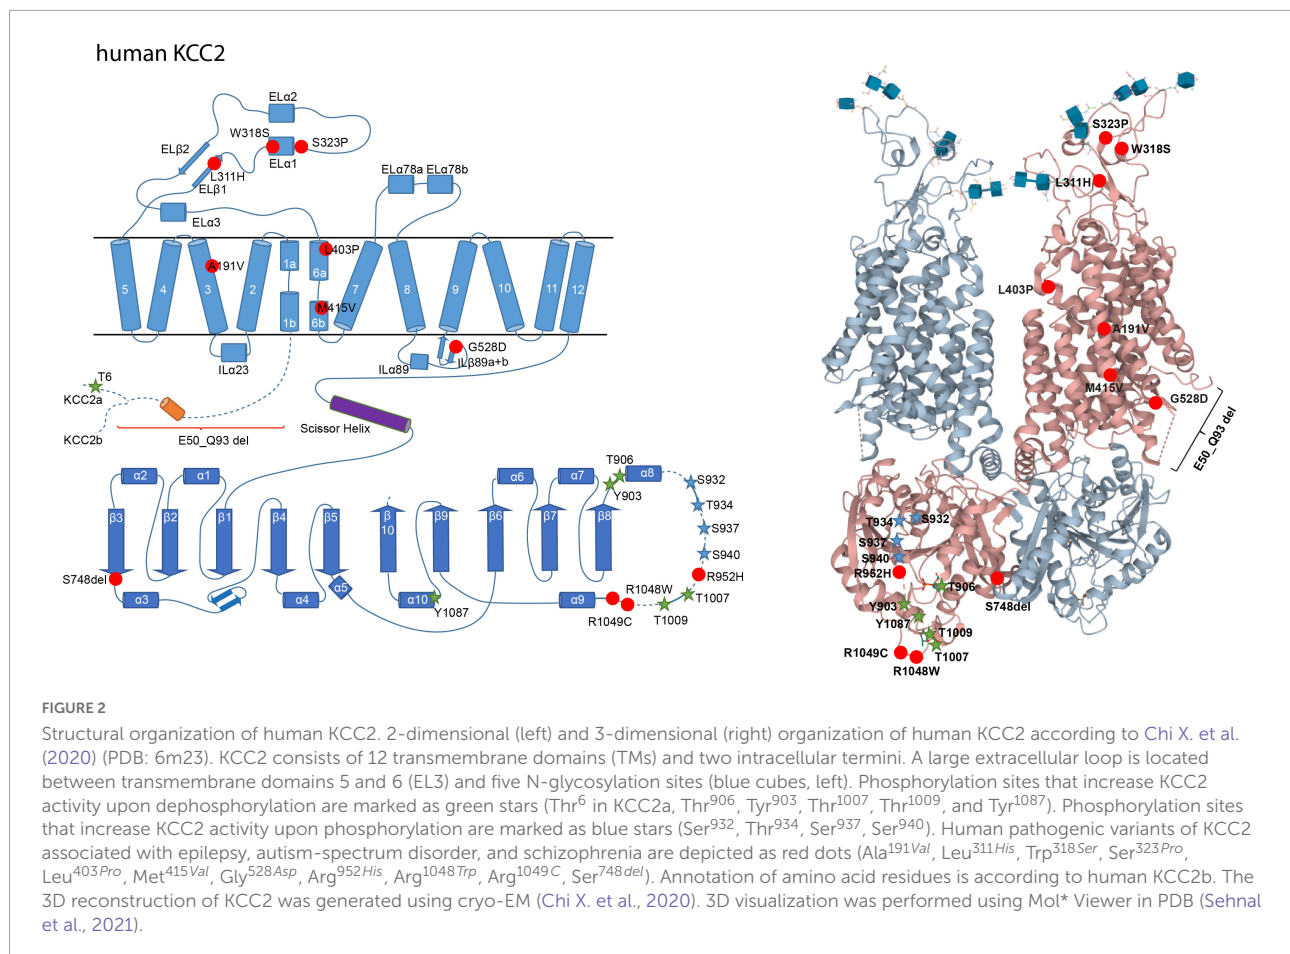 human KCC2
ELα2
W318S
S323P
ELβ2
ELα1
L311H
ELβ1
ELα78a
ELα78b
ELα3
L403P
A191V
1a
6a
5
4
3
2
7
8
9
10
11
12
M415V
1b
6b
G528D
ILβ89a+b
ILα23
ILα89
T6
KCC2a
KCC2b
E50_Q93 del
Scissor Helix
T906
Y903
α2
α1
α6
α7
α8
S932
T934
S937
S940
β3
β2
β1
β4
β5
β
10
β9
β6
β7
β8
S748del
R952H
α3
α4
α5
α10
Y1087
α9
R1048W
R1049C
T1007
T1009
S323P
W318S
L311H
L403P
A191V
M415V
G528D
E50_Q93 del
T934
S932
S937
S940
R952H
T906
S748del
Y903
Y1087
T1009
T1007
R1049C
R1048W
FIGURE 2
Structural organization of human KCC2. 2-dimensional (left) and 3-dimensional (right) organization of human KCC2 according to Chi X. et al.
(2020) (PDB: 6m23). KCC2 consists of 12 transmembrane domains (TMs) and two intracellular termini. A large extracellular loop is located
between transmembrane domains 5 and 6 (EL3) and five N-glycosylation sites (blue cubes, left). Phosphorylation sites that increase KCC2
activity upon dephosphorylation are marked as green stars (Thr⁶ in KCC2a, Thr⁹⁰⁶, Tyr⁹⁰³, Thr¹⁰⁰⁷, Thr¹⁰⁰⁹, and Tyr¹⁰⁸⁷). Phosphorylation sites
that increase KCC2 activity upon phosphorylation are marked as blue stars (Ser⁹³², Thr⁹³⁴, Ser⁹³⁷, Ser⁹⁴⁰). Human pathogenic variants of KCC2
associated with epilepsy, autism-spectrum disorder, and schizophrenia are depicted as red dots (Ala191Val, Leu311His, Trp318Ser, Ser323Pro,
Leu403Pro, Met415Val, Gly528Asp, Arg952His, Arg1048Trp, Arg1049C, Ser748del). Annotation of amino acid residues is according to human KCC2b. The
3D reconstruction of KCC2 was generated using cryo-EM (Chi X. et al., 2020). 3D visualization was performed using Mol* Viewer in PDB (Sehnal
et al., 2021).